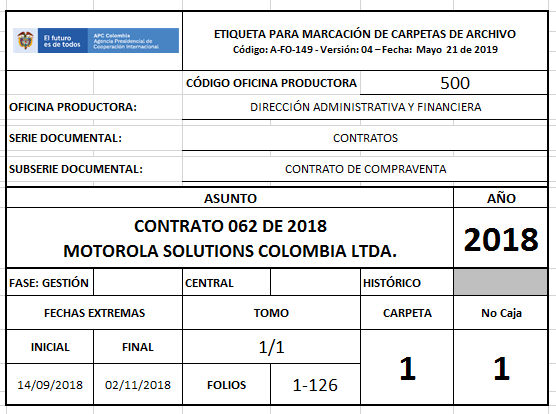 El futuro
es de todos
APC Colombia
Agencia Presidencial de
Cooperación Internacional
ETIQUETA PARA MARCACIÓN DE CARPETAS DE ARCHIVO
Código: A-FO-149 - Versión: 04 – Fecha: Mayo 21 de 2019
CÓDIGO OFICINA PRODUCTORA 500
OFICINA PRODUCTORA: DIRECCIÓN ADMINISTRATIVA Y FINANCIERA
SERIE DOCUMENTAL: CONTRATOS
SUBSERIE DOCUMENTAL: CONTRATO DE COMPRAVENTA
ASUNTO AÑO
CONTRATO 062 DE 2018
MOTOROLA SOLUTIONS COLOMBIA LTDA.
2018
FASE: GESTIÓN CENTRAL HISTÓRICO
FECHAS EXTREMAS TOMO CARPETA No Caja
INICIAL FINAL 1/1
1 1
14/09/2018 02/11/2018 FOLIOS 1-126